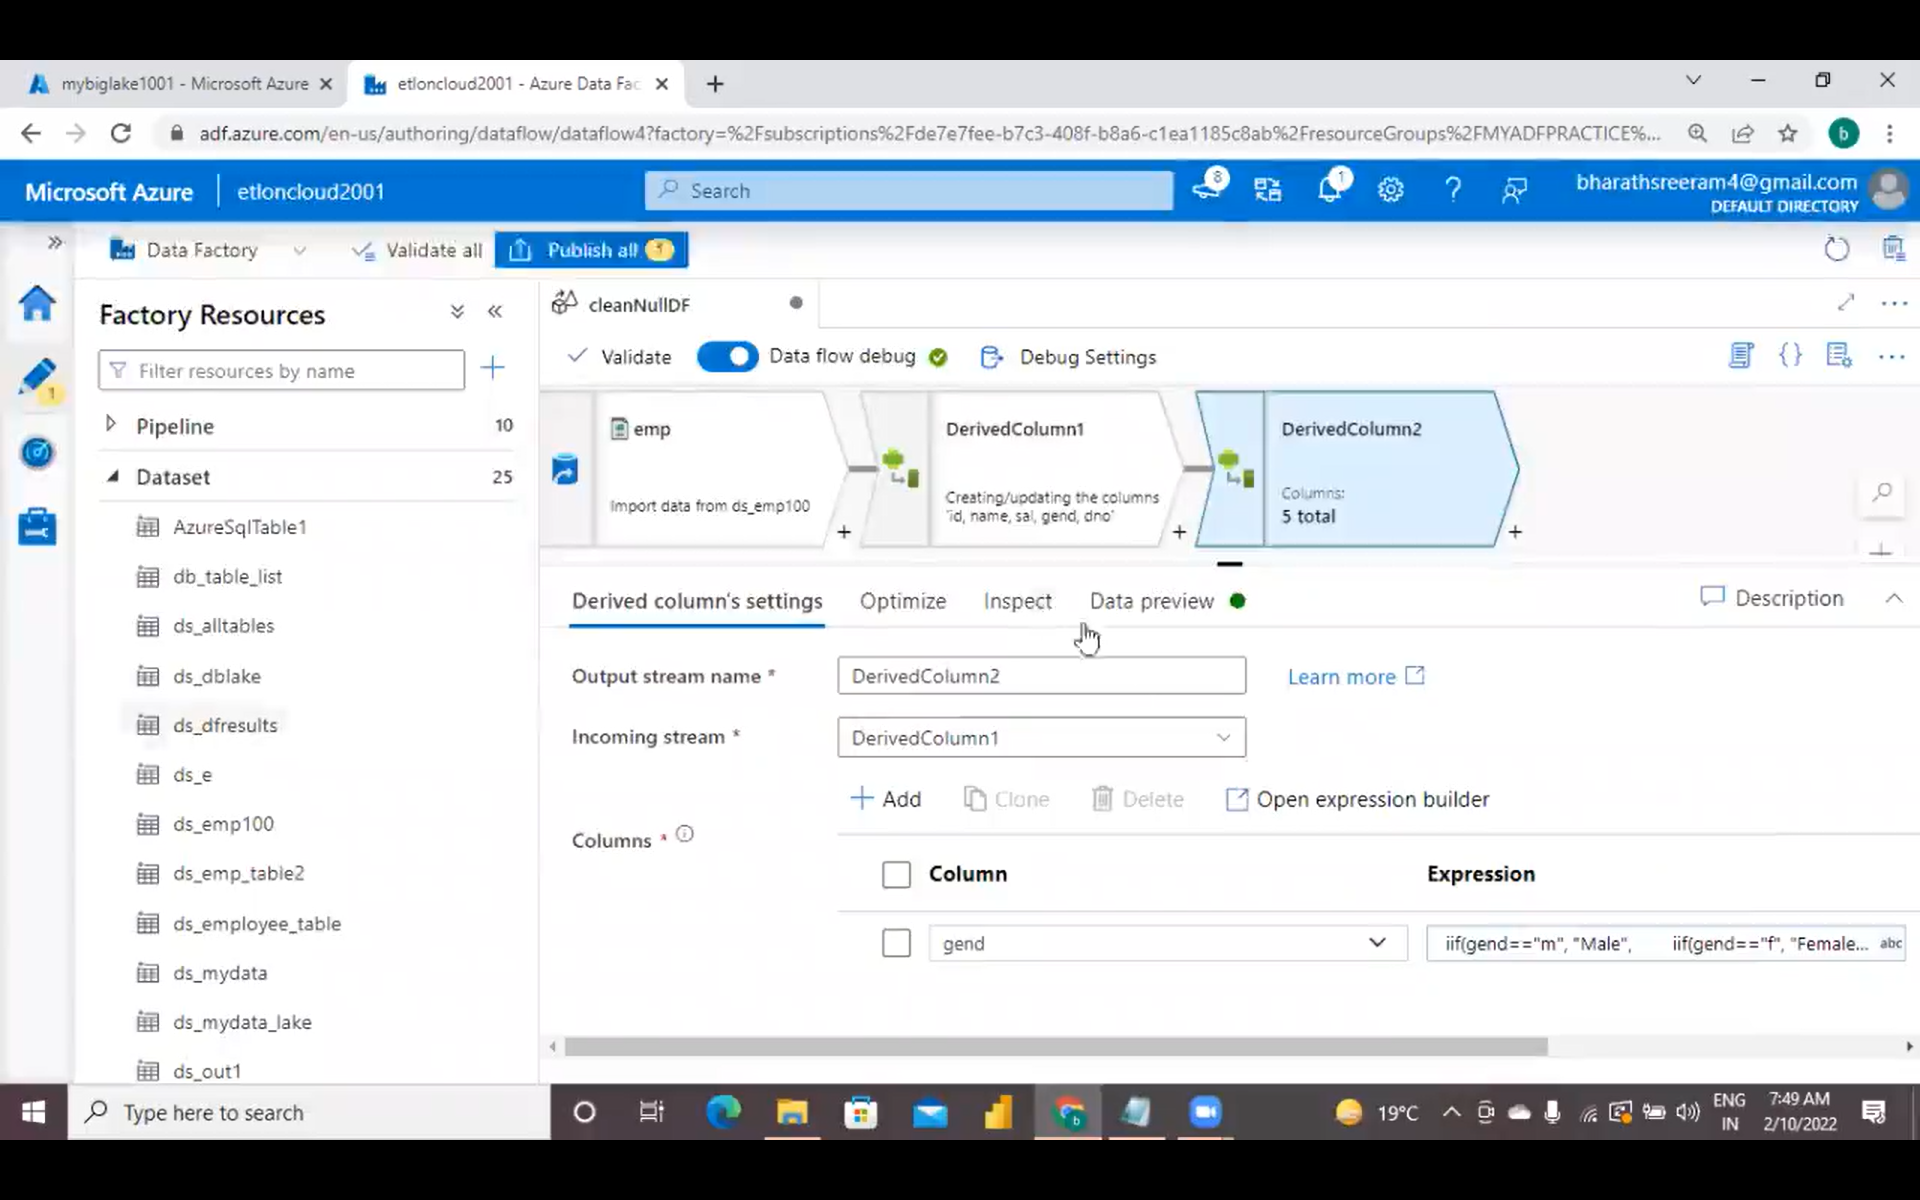 mybiglake1001 - Microsoft Azure
etloncloud2001 - Azure Data Fac
adf.azure.com/en-us/authoring/dataflow/dataflow4?factory=%2Fsubscriptions%2Fde7e7fee-b7c3-408f-b8a6-c1ea1185c8ab%2FresourceGroups%2FMYADFPRACTICE%...
b
Microsoft Azure
etloncloud2001
Search
8
1
?
bharathsreeram4@gmail.com
DEFAULT DIRECTORY
Data Factory
Validate all
Publish all
1
Factory Resources
Filter resources by name
Pipeline 10
Dataset 25
AzureSqlTable1
db_table_list
ds_alltables
ds_dblake
ds_dfresults
ds_e
ds_emp100
ds_emp_table2
ds_employee_table
ds_mydata
ds_mydata_lake
ds_out1
cleanNullDF
Validate
Data flow debug
Debug Settings
emp
Import data from ds_emp100
DerivedColumn1
Creating/updating the columns
'id, name, sal, gend, dno'
DerivedColumn2
Columns:
5 total
Derived column's settings
Optimize
Inspect
Data preview
Description
Output stream name *
DerivedColumn2
Learn more
Incoming stream *
DerivedColumn1
Add
Clone
Delete
Open expression builder
Columns *
Column
Expression
gend
iif(gend=="m", "Male", iif(gend=="f", "Female... abc
Type here to search
b
19°C
ENG
IN
7:49 AM
2/10/2022